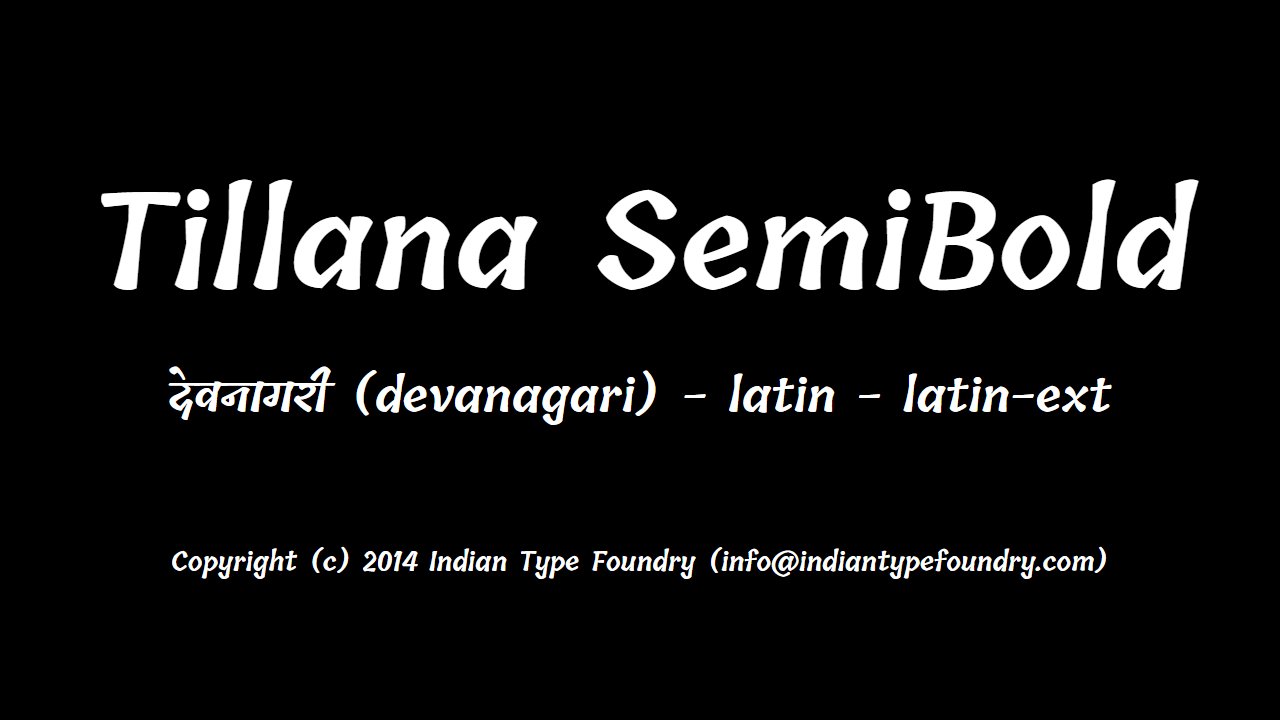 Tillana SemiBold
देवनागरी (devanagari) - latin - latin-ext
Copyright (c) 2014 Indian Type Foundry (info@indiantypefoundry.com)